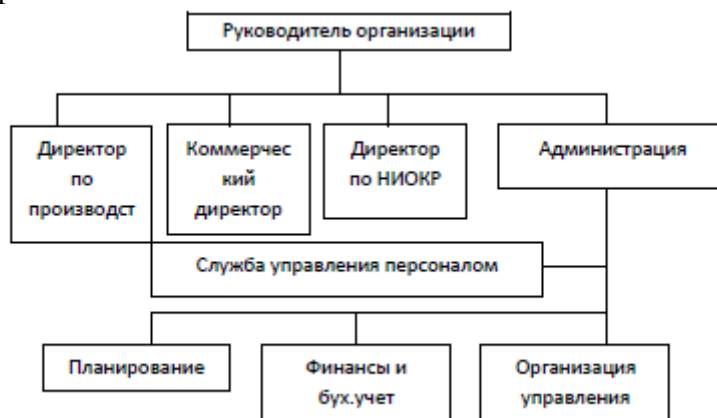 Руководитель организации
Директор
по
производст
Коммерчес
кий
директор
Директор
по НИОКР
Администрация
Служба управления персоналом
Планирование
Финансы и
бух.учет
Организация
управления